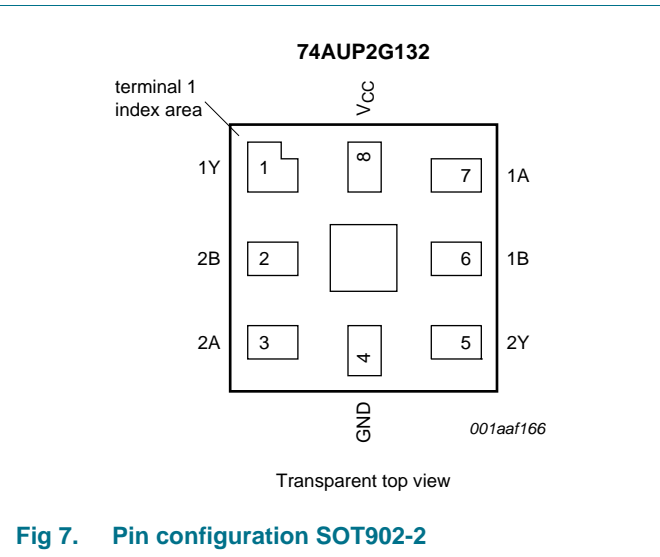 74AUP2G132
terminal 1
index area
VCC
1Y 1 8 7 1A
2B 2 6 1B
2A 3 4 5 2Y
GND
001aaf166
Transparent top view
Fig 7. Pin configuration SOT902-2